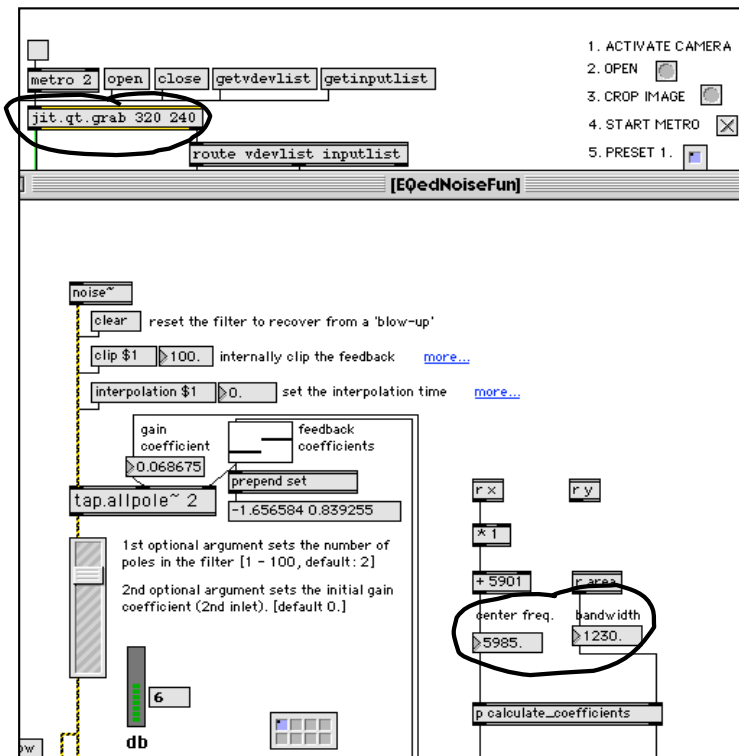 1. ACTIVATE CAMERA
metro 2 open close getvdevlist getinputlist
2. OPEN
3. CROP IMAGE
jit.qt.grab 320 240
4. START METRO
route vdevlist inputlist
5. PRESET 1.
[EQedNoiseFun]
noise~
clear reset the filter to recover from a 'blow-up'
clip $1 100. internally clip the feedback more...
interpolation $1 0. set the interpolation time more...
gain
coefficient
feedback
coefficients
0.068675
prepend set
tap.allpole~ 2
-1.656584 0.839255
r x
r y
* 1
1st optional argument sets the number of
poles in the filter [1 - 100, default: 2]
2nd optional argument sets the initial gain
coefficient (2nd inlet). [default 0.]
+ 5901
r area
center freq.
bandwidth
5985.
1230.
6
p calculate_coefficients
db